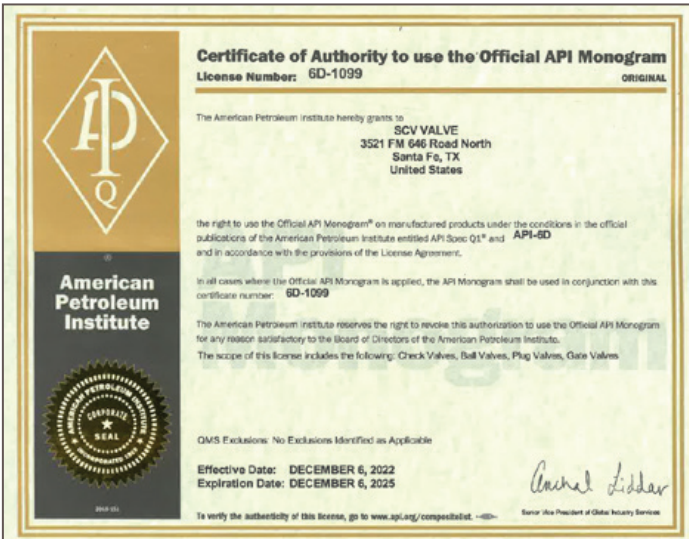 Certificate of Authority to use the Official API Monogram
License Number: 6D-1099
ORIGINAL
The American Petroleum Institute hereby grants to
SCV VALVE
3521 FM 646 Road North
Santa Fe, TX
United States
the right to use the Official API Monogram® on manufactured products under the conditions in the official
publications of the American Petroleum Institute entitled API Spec Q1® and API-6D
and in accordance with the provisions of the License Agreement.
In all cases where the Official API Monogram is applied, the API Monogram shall be used in conjunction with this
certificate number: 6D-1099
The American Petroleum Institute reserves the right to revoke this authorization to use the Official API Monogram
for any reason satisfactory to the Board of Directors of the American Petroleum Institute.
The scope of this license includes the following: Check Valves, Ball Valves, Plug Valves, Gate Valves
QMS Exclusions: No Exclusions Identified as Applicable
Effective Date: DECEMBER 6, 2022
Expiration Date: DECEMBER 6, 2025
To verify the authenticity of this license, go to www.api.org/compositelist.
Senior Vice President of Global Industry Services
API
Q
®
American
Petroleum
Institute
AMERICAN PETROLEUM INSTITUTE
CORPORATE
SEAL